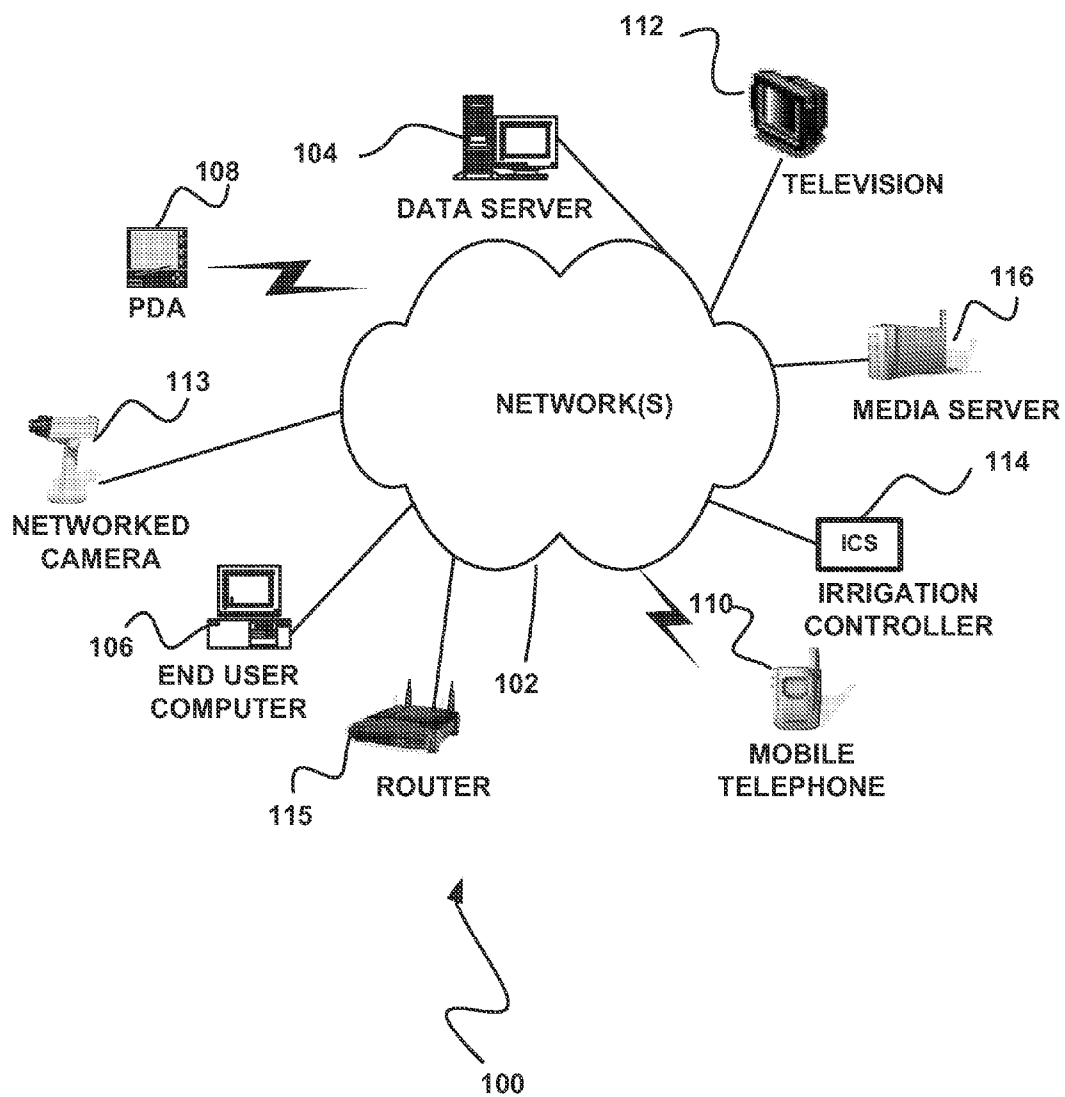 112
104
TELEVISION
108
DATA SERVER
PDA
116
113
NETWORK(S)
MEDIA SERVER
114
NETWORKED
CAMERA
ICS
110
IRRIGATION
CONTROLLER
106
END USER
COMPUTER
102
MOBILE
TELEPHONE
ROUTER
115
100